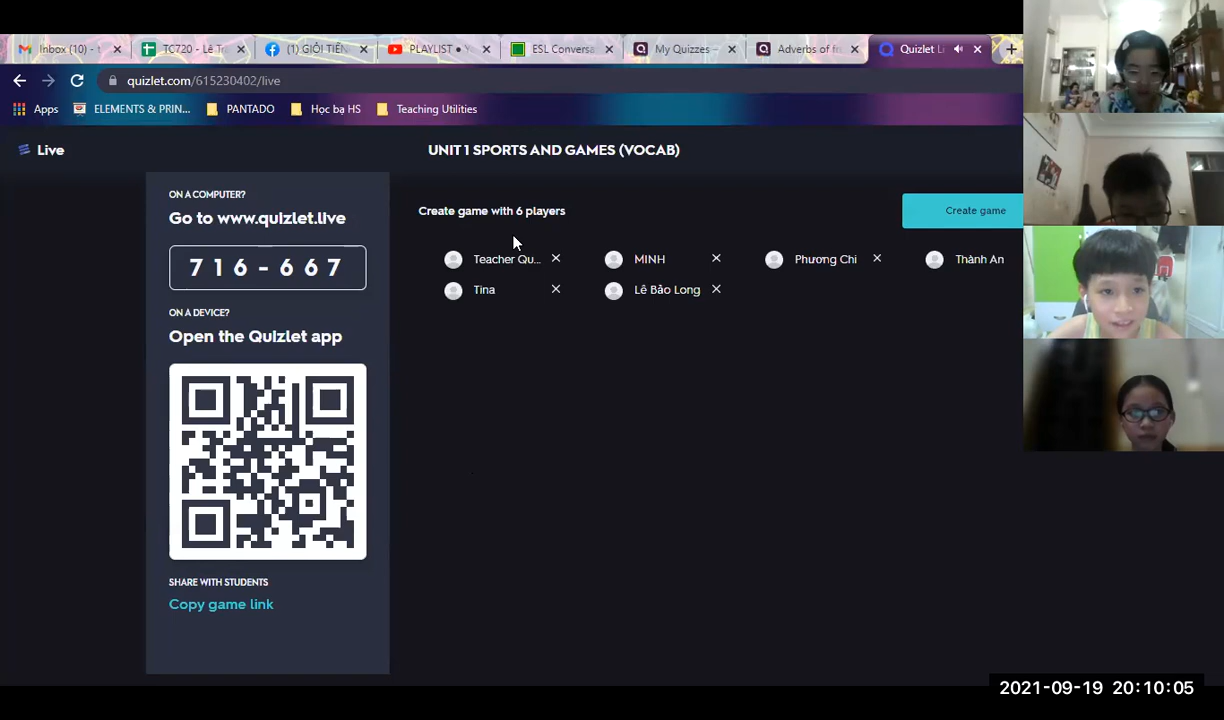 Inbox (10) - t
TC720 - Lê Tr
(1) GIỎI TIẾN
PLAYLIST ● Y
ESL Conversa
My Quizzes –
Adverbs of fr
Quizlet Li
quizlet.com/615230402/live
Apps
ELEMENTS & PRIN...
PANTADO
Học bạ HS
Teaching Utilities
Live
UNIT 1 SPORTS AND GAMES (VOCAB)
ON A COMPUTER?
Go to www.quizlet.live
716-667
ON A DEVICE?
Open the Quizlet app
SHARE WITH STUDENTS
Copy game link
Create game with 6 players
Create game
Teacher Qu...
MINH
Phương Chi
Thành An
Tina
Lê Bảo Long
2021-09-19 20:10:05